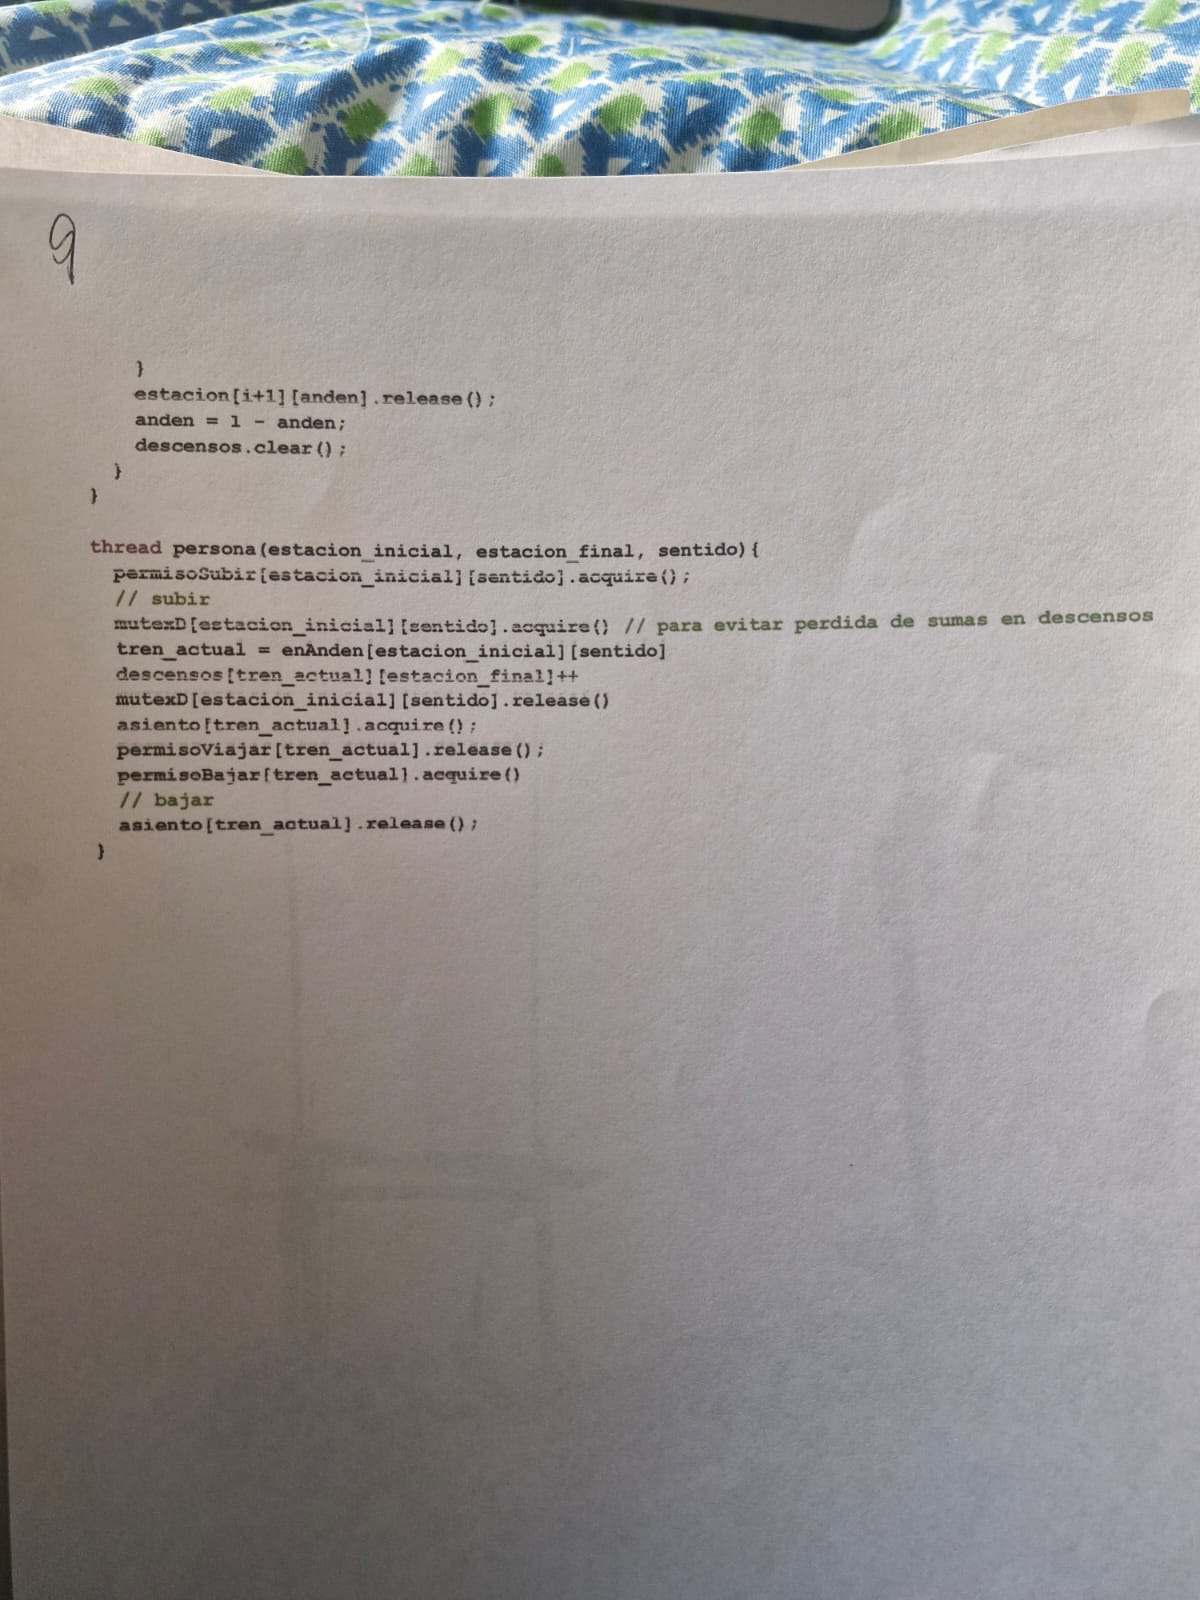 9
}
estacion[i+1][anden].release();
anden = 1 - anden;
descensos.clear();
}
}
thread persona(estacion_inicial, estacion_final, sentido){
permisoSubir[estacion_inicial][sentido].acquire();
// subir
mutexD[estacion_inicial][sentido].acquire() // para evitar perdida de sumas en descensos
tren_actual = enAnden[estacion_inicial][sentido]
descensos[tren_actual][estacion_final]++
mutexD[estacion_inicial][sentido].release()
asiento[tren_actual].acquire();
permisoViajar[tren_actual].release();
permisoBajar[tren_actual].acquire()
// bajar
asiento[tren_actual].release();
}